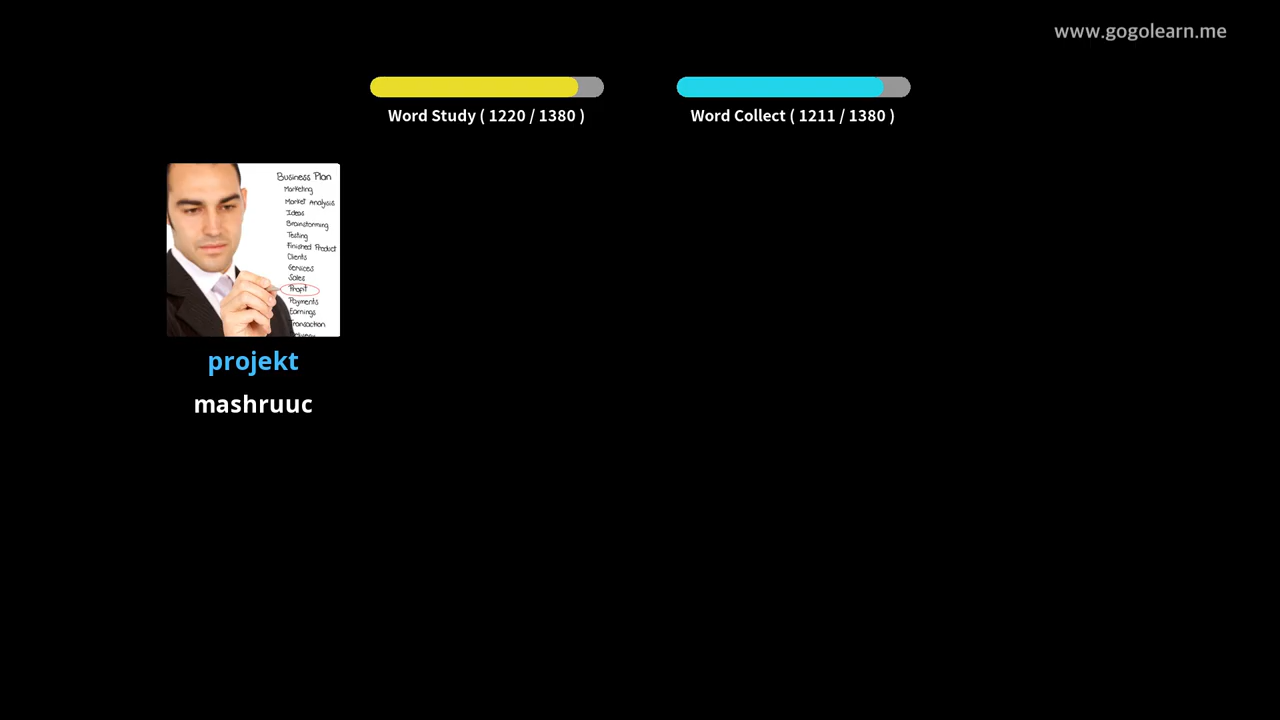 www.gogolearn.me
Word Study ( 1220 / 1380 )
Word Collect ( 1211 / 1380 )
Business Plan
Marketing
Market Analysis
Ideas
Brainstorming
Testing
Finished Product
Clients
Services
Sales
Profit
Payments
Earnings
Transaction
Delivery
projekt
mashruuc